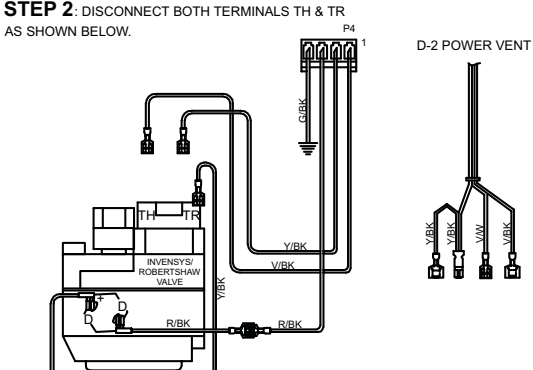 STEP 2: DISCONNECT BOTH TERMINALS TH & TR
AS SHOWN BELOW.
P4
1
D-2 POWER VENT
G/BK
TH
TR
Y/BK
V/BK
INVENSYS/
ROBERTSHAW
VALVE
Y/BK
+
D
D
R/BK
R/BK
Y/BK
Y/BK
V/W
V/BK